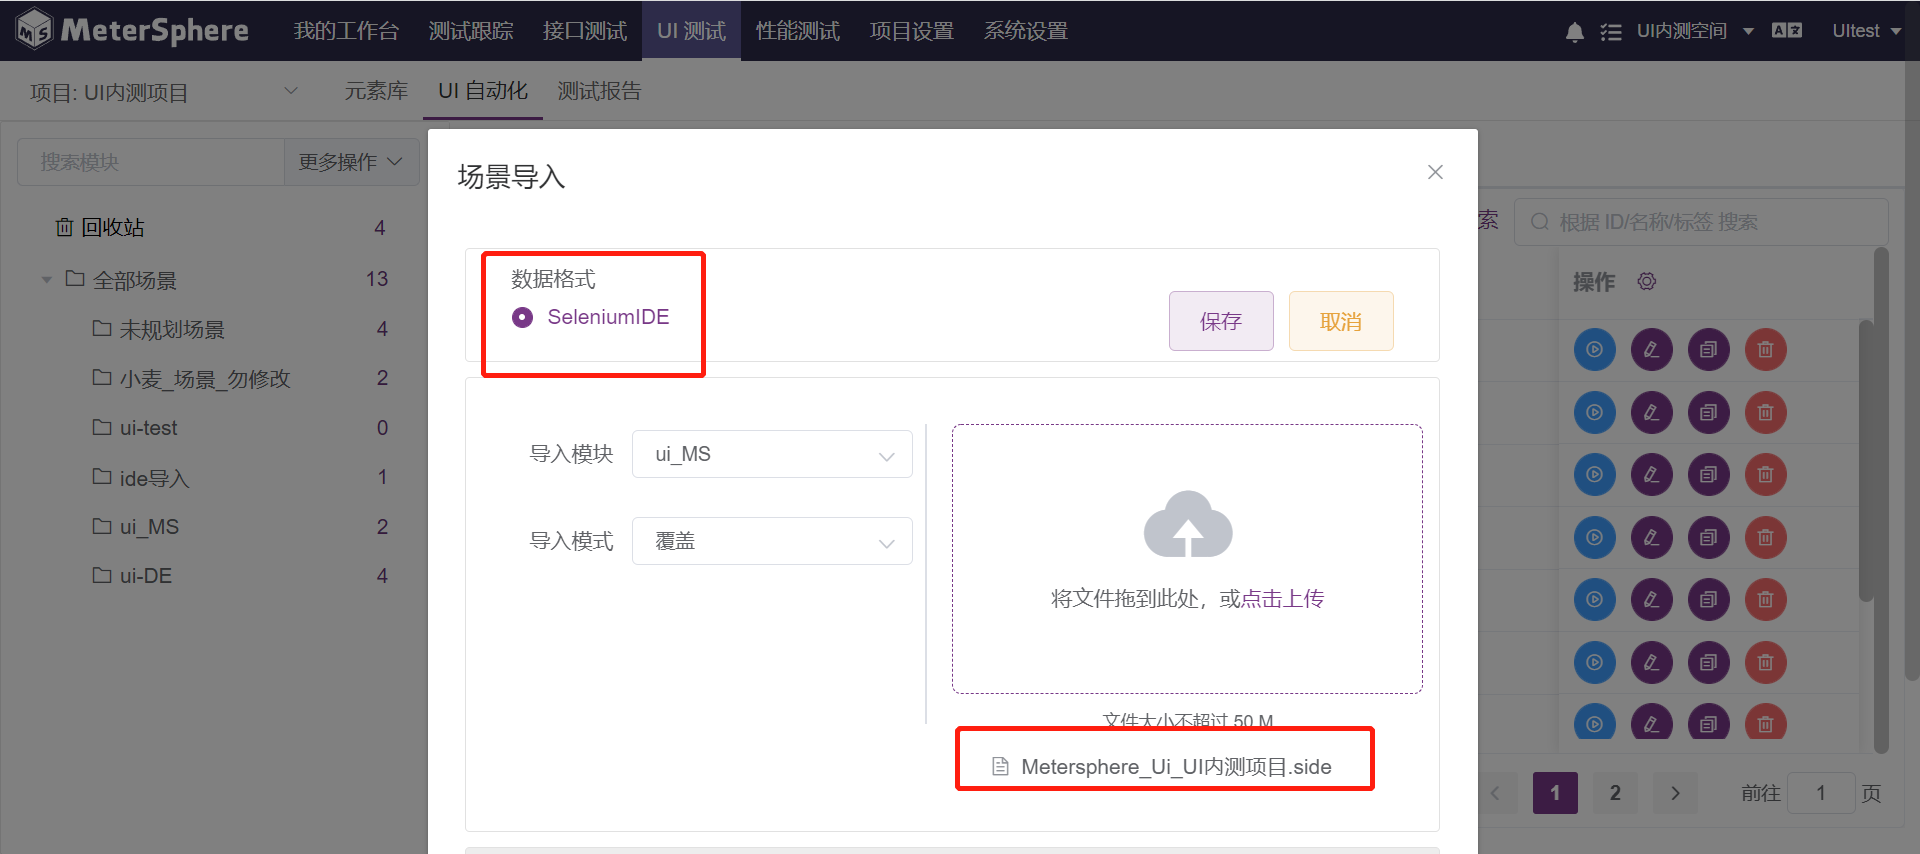 MeterSphere 我的工作台 测试跟踪 接口测试 UI 测试 性能测试 项目设置 系统设置 UI内测空间 UItest
项目: UI内测项目 元素库 UI 自动化 测试报告
搜索模块 更多操作
回收站 4
全部场景 13
未规划场景 4
小麦_场景_勿修改 2
ui-test 0
ide导入 1
ui_MS 2
ui-DE 4
场景导入
数据格式
SeleniumIDE
保存 取消
导入模块 ui_MS
导入模式 覆盖
将文件拖到此处，或点击上传
文件大小不超过 50 M
Metersphere_Ui_UI内测项目.side
索 根据 ID/名称/标签 搜索
操作
1 2 前往 1 页